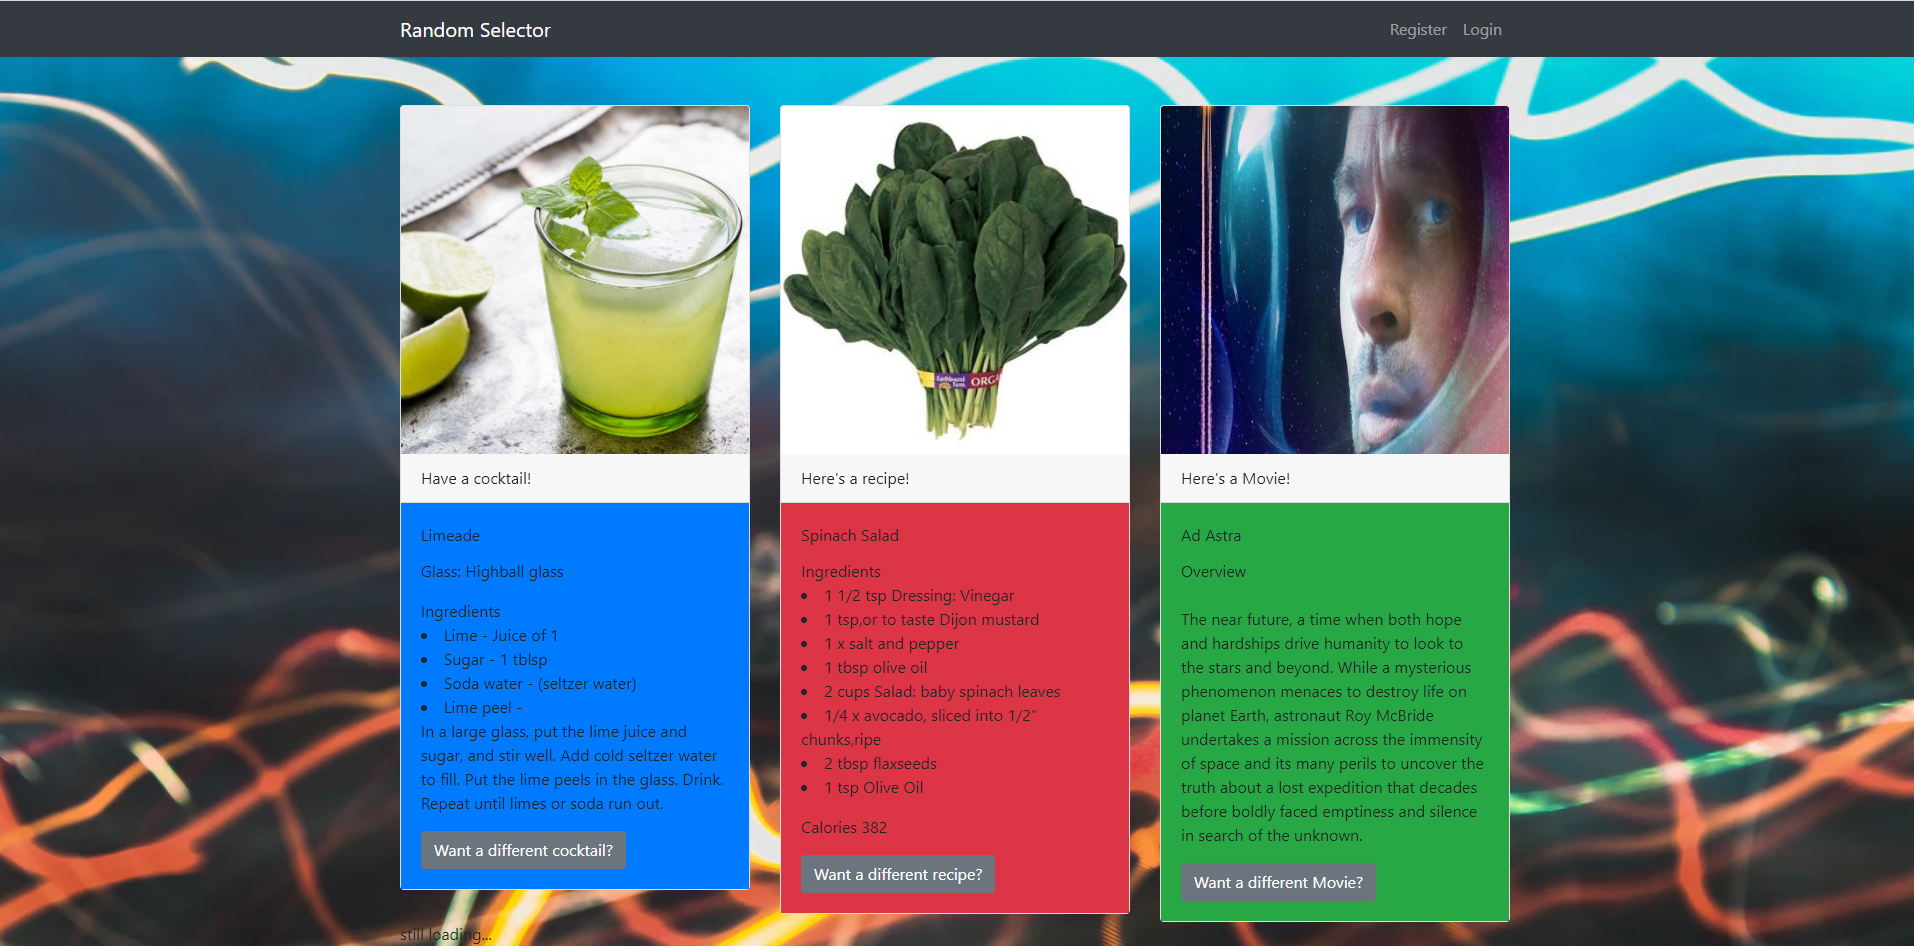 Random Selector
Register Login
Earthbound Farm ORGA
Have a cocktail!
Limeade
Glass: Highball glass
Ingredients
Lime - Juice of 1
Sugar - 1 tblsp
Soda water - (seltzer water)
Lime peel -
In a large glass, put the lime juice and
sugar, and stir well. Add cold seltzer water
to fill. Put the lime peels in the glass. Drink.
Repeat until limes or soda run out.
Want a different cocktail?
Here's a recipe!
Spinach Salad
Ingredients
1 1/2 tsp Dressing: Vinegar
1 tsp,or to taste Dijon mustard
1 x salt and pepper
1 tbsp olive oil
2 cups Salad: baby spinach leaves
1/4 x avocado, sliced into 1/2"
chunks,ripe
2 tbsp flaxseeds
1 tsp Olive Oil
Calories 382
Want a different recipe?
Here's a Movie!
Ad Astra
Overview
The near future, a time when both hope
and hardships drive humanity to look to
the stars and beyond. While a mysterious
phenomenon menaces to destroy life on
planet Earth, astronaut Roy McBride
undertakes a mission across the immensity
of space and its many perils to uncover the
truth about a lost expedition that decades
before boldly faced emptiness and silence
in search of the unknown.
Want a different Movie?
still loading...